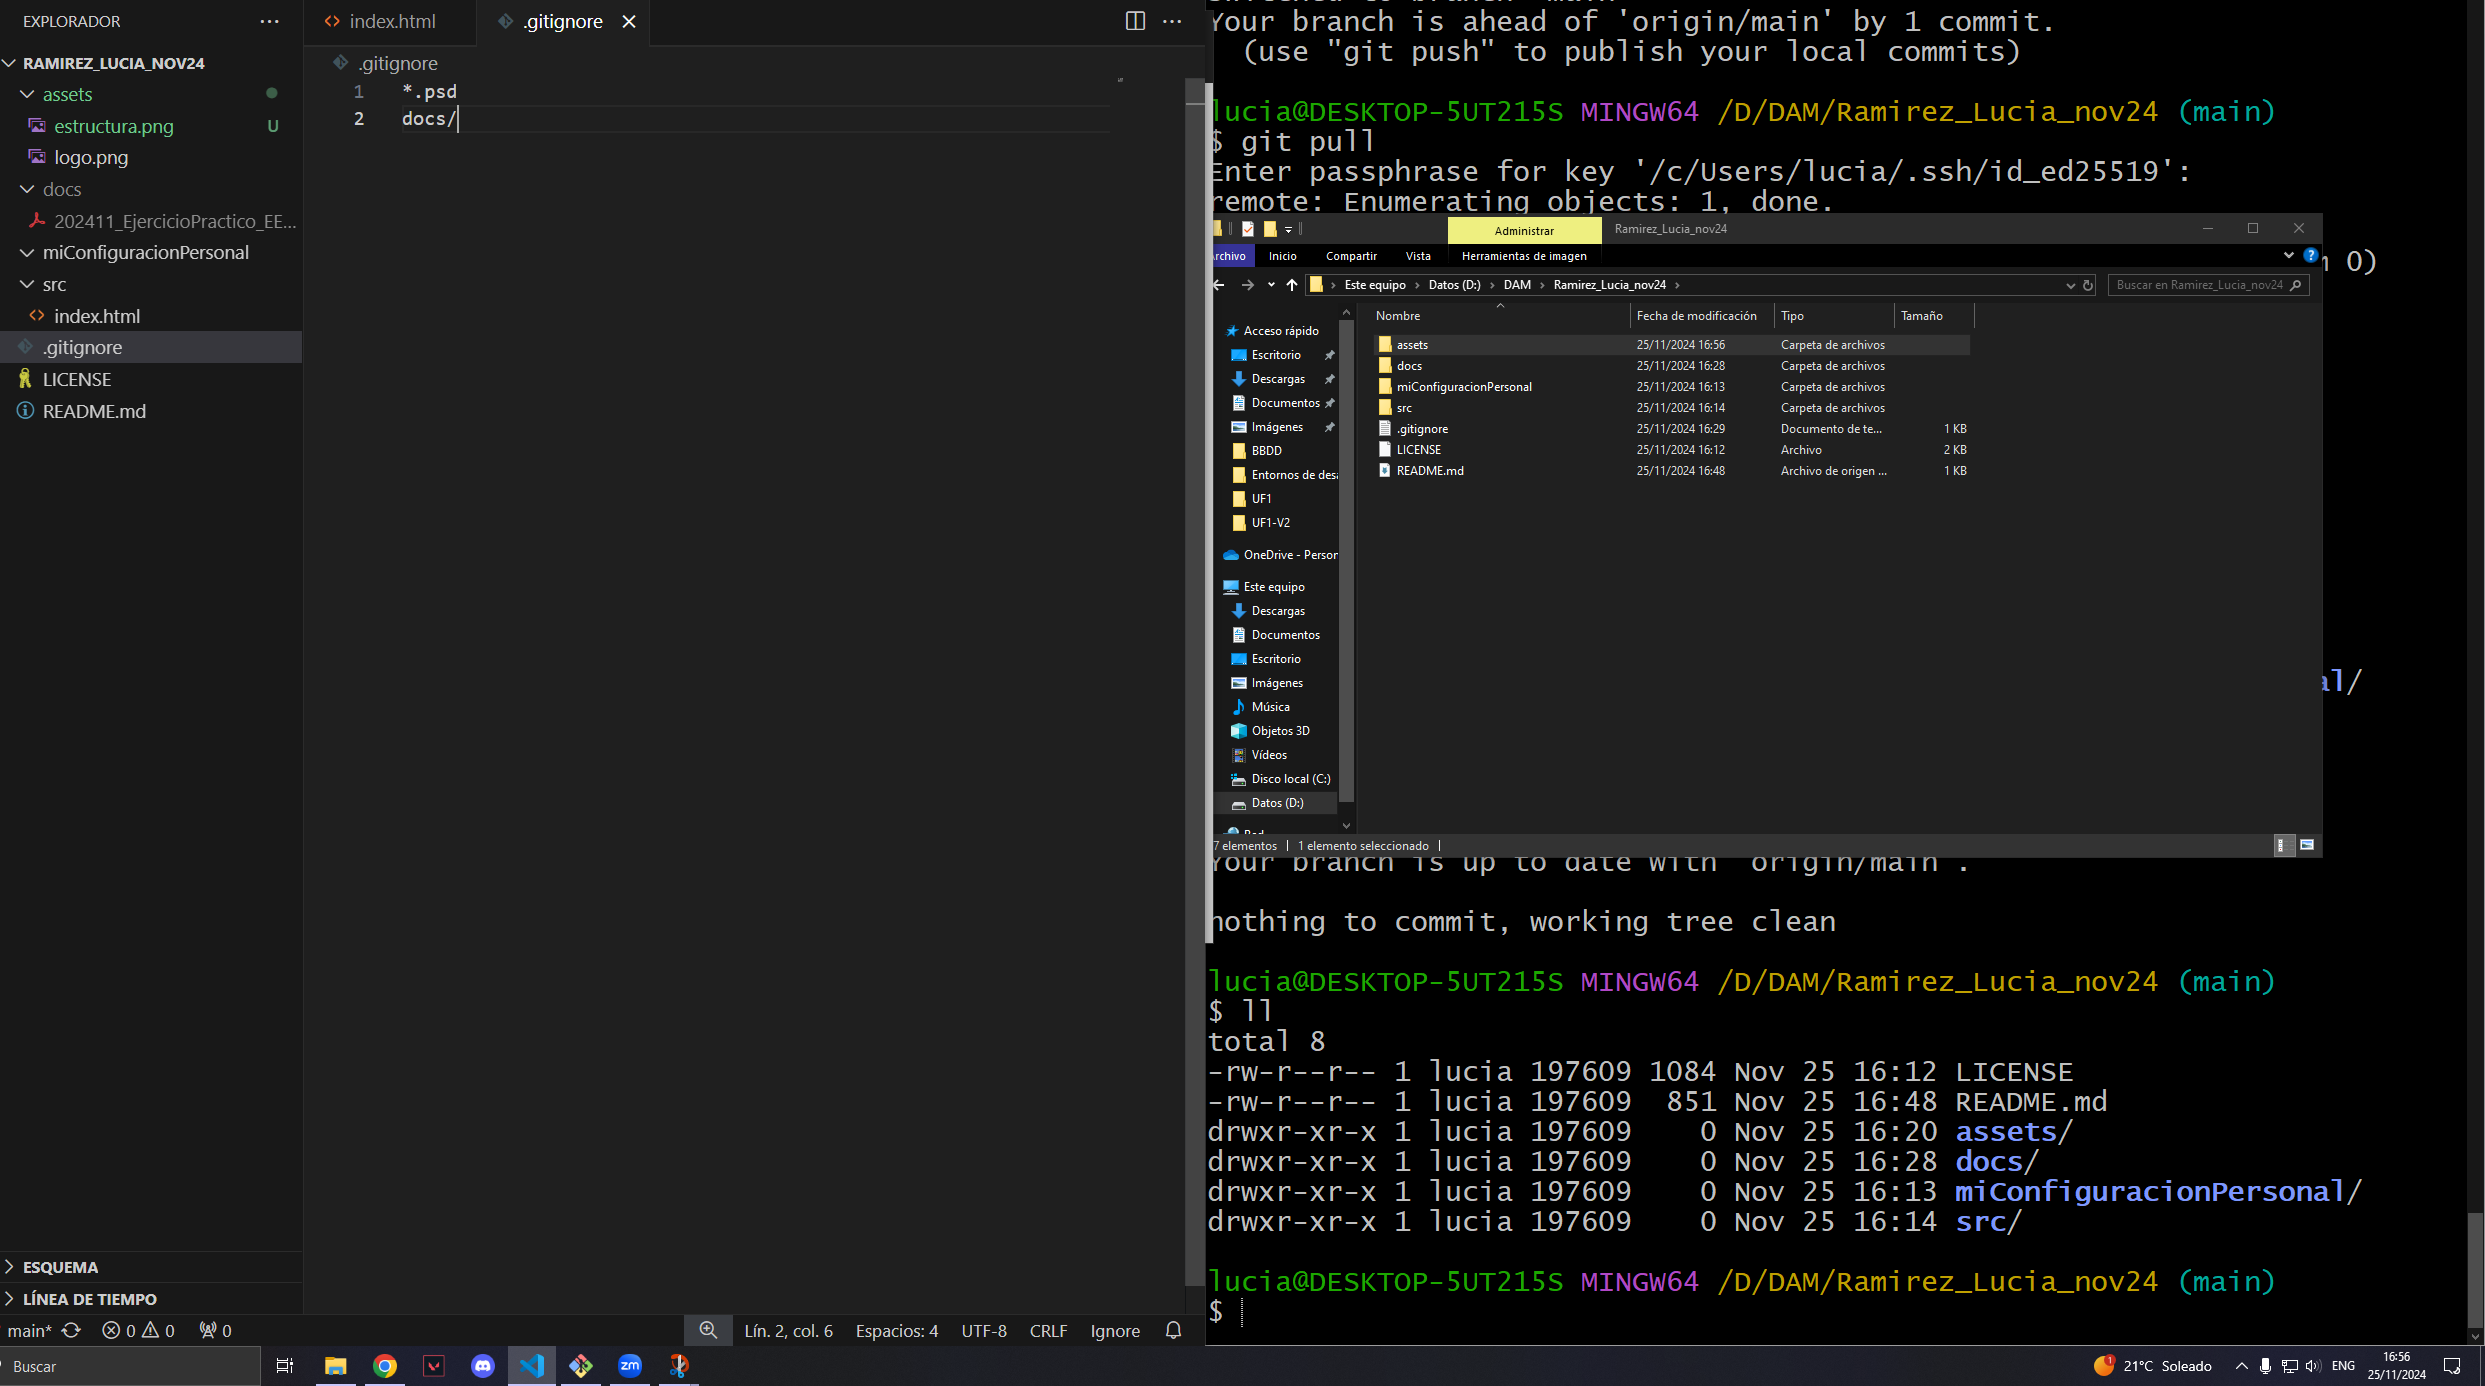 EXPLORADOR
RAMIREZ_LUCIA_NOV24
assets
estructura.png U
logo.png
docs
202411_EjercicioPractico_EE...
miConfiguracionPersonal
src
index.html
.gitignore
LICENSE
README.md
ESQUEMA
LÍNEA DE TIEMPO
index.html
.gitignore
.gitignore
1 *.psd
2 docs/
main* 0 0 0
Lín. 2, col. 6 Espacios: 4 UTF-8 CRLF Ignore
Your branch is ahead of 'origin/main' by 1 commit.
(use "git push" to publish your local commits)
lucia@DESKTOP-5UT215S MINGW64 /D/DAM/Ramirez_Lucia_nov24 (main)
$ git pull
Enter passphrase for key '/c/Users/lucia/.ssh/id_ed25519':
remote: Enumerating objects: 1, done.
0)
Administrar
Ramirez_Lucia_nov24
rchivo Inicio Compartir Vista Herramientas de imagen
Este equipo Datos (D:) DAM Ramirez_Lucia_nov24
Buscar en Ramirez_Lucia_nov24
Acceso rápido
Escritorio
Descargas
Documentos
Imágenes
BBDD
Entornos de desa
UF1
UF1-V2
OneDrive - Person
Este equipo
Descargas
Documentos
Escritorio
Imágenes
Música
Objetos 3D
Vídeos
Disco local (C:)
Datos (D:)
Nombre Fecha de modificación Tipo Tamaño
assets 25/11/2024 16:56 Carpeta de archivos
docs 25/11/2024 16:28 Carpeta de archivos
miConfiguracionPersonal 25/11/2024 16:13 Carpeta de archivos
src 25/11/2024 16:14 Carpeta de archivos
.gitignore 25/11/2024 16:29 Documento de te... 1 KB
LICENSE 25/11/2024 16:12 Archivo 2 KB
README.md 25/11/2024 16:48 Archivo de origen ... 1 KB
7 elementos 1 elemento seleccionado
al/
Your branch is up to date with 'origin/main'.
nothing to commit, working tree clean
lucia@DESKTOP-5UT215S MINGW64 /D/DAM/Ramirez_Lucia_nov24 (main)
$ ll
total 8
-rw-r--r-- 1 lucia 197609 1084 Nov 25 16:12 LICENSE
-rw-r--r-- 1 lucia 197609 851 Nov 25 16:48 README.md
drwxr-xr-x 1 lucia 197609 0 Nov 25 16:20 assets/
drwxr-xr-x 1 lucia 197609 0 Nov 25 16:28 docs/
drwxr-xr-x 1 lucia 197609 0 Nov 25 16:13 miConfiguracionPersonal/
drwxr-xr-x 1 lucia 197609 0 Nov 25 16:14 src/
lucia@DESKTOP-5UT215S MINGW64 /D/DAM/Ramirez_Lucia_nov24 (main)
$
Buscar
zm
1 21°C Soleado ENG 16:56
25/11/2024